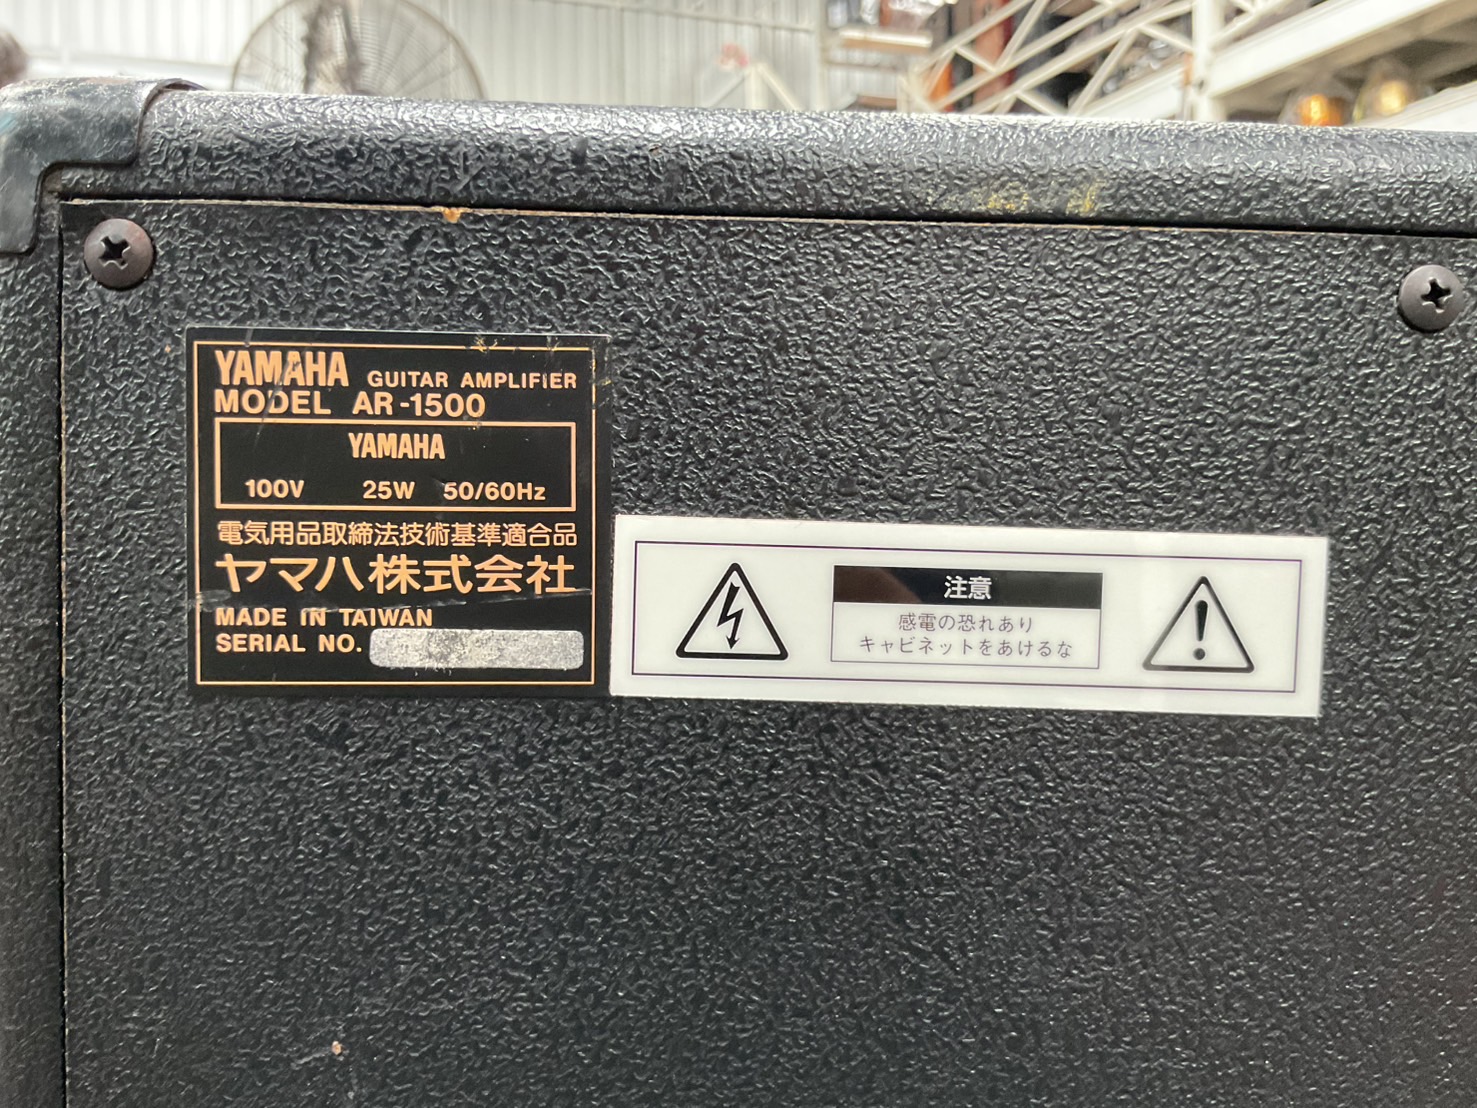 YAMAHA GUITAR AMPLIFIER
MODEL AR-1500
YAMAHA
100V 25W 50/60Hz
電気用品取締法技術基準適合品
ヤマハ株式会社
MADE IN TAIWAN
SERIAL NO.
注意
感電の恐れあり
キャビネットをあけるな